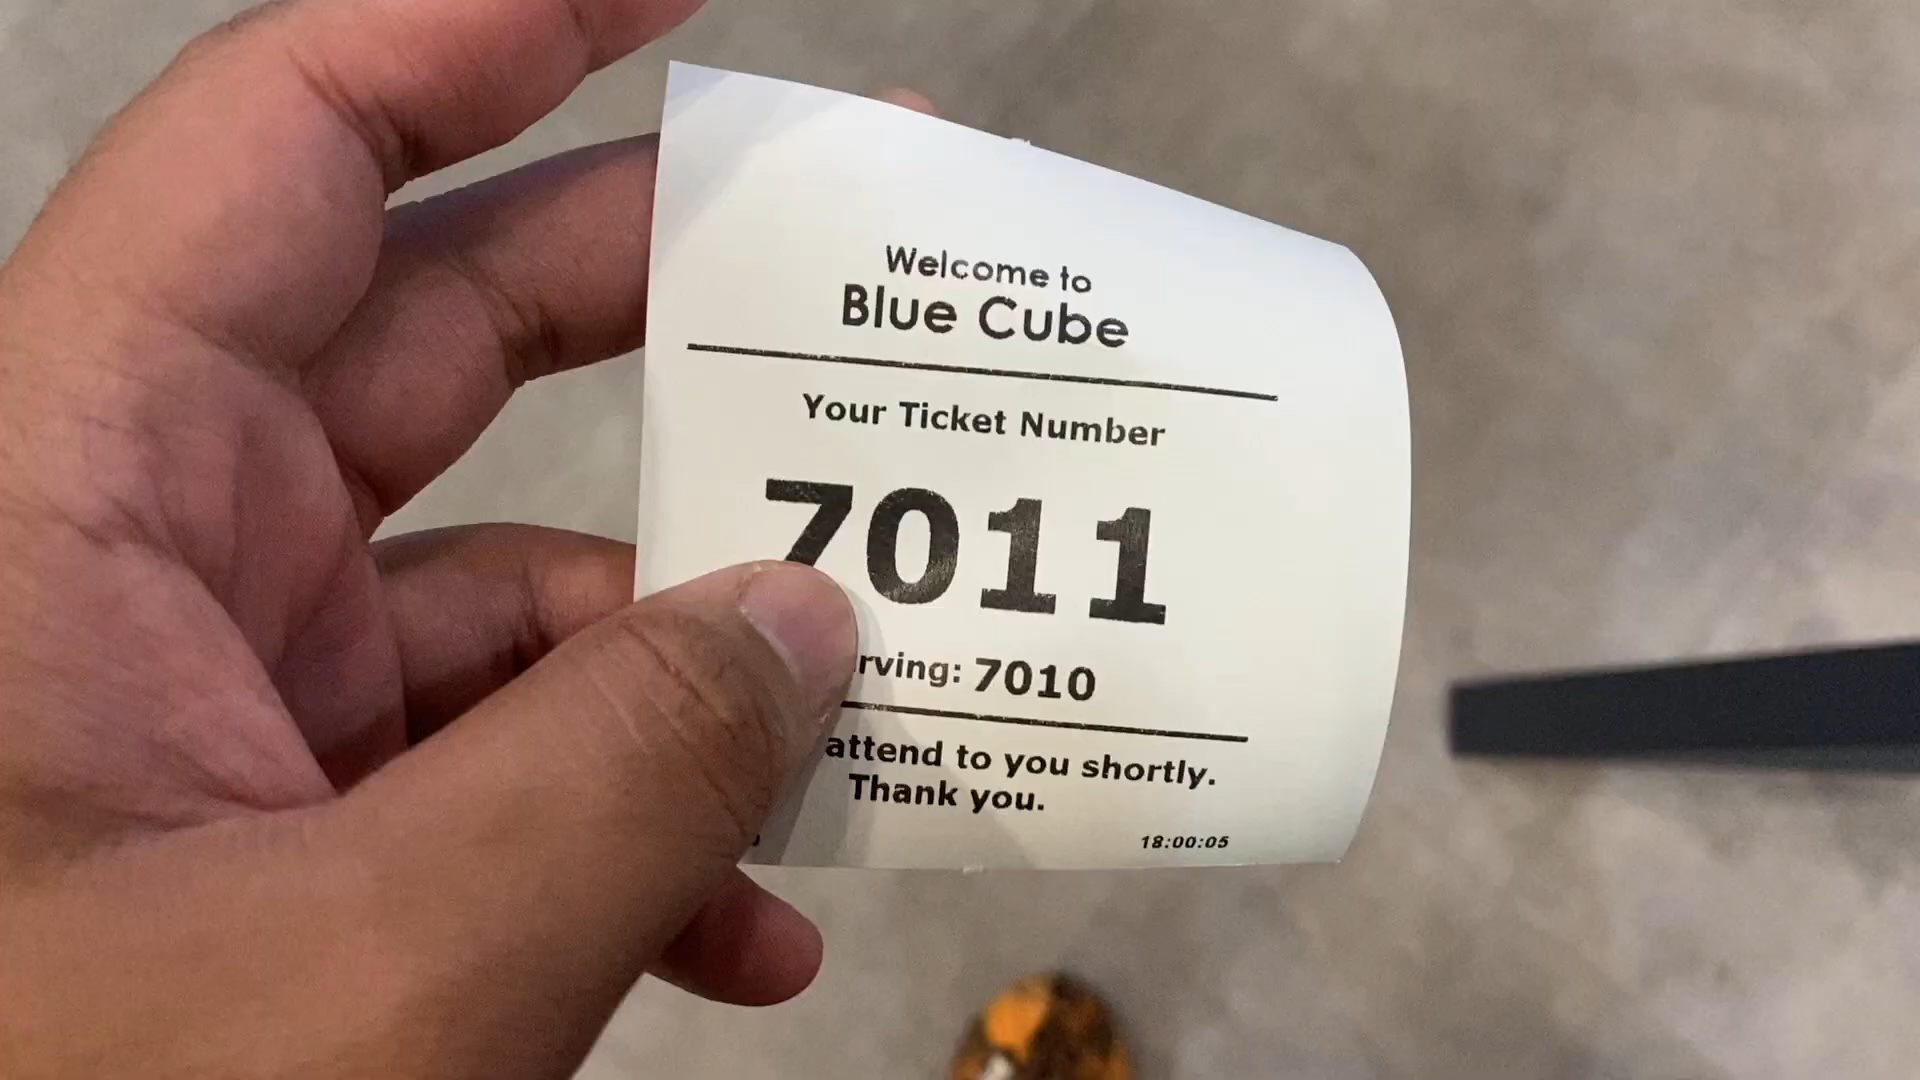 Welcome to
Blue Cube
Your Ticket Number
7011
rving: 7010
attend to you shortly.
Thank you.
18:00:05